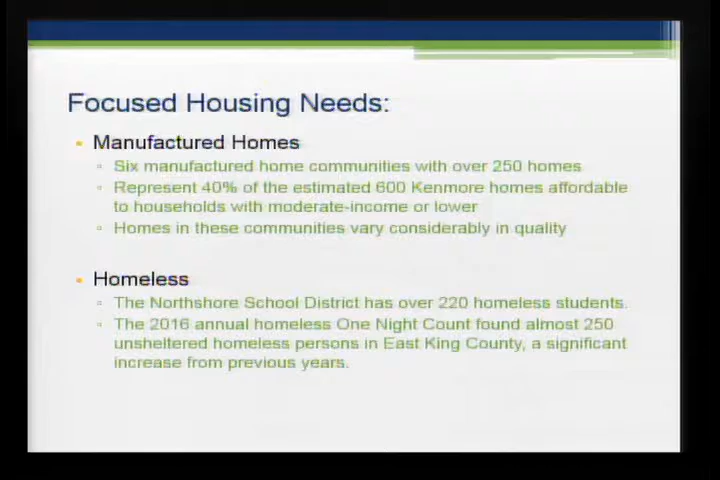 Focused Housing Needs:
Manufactured Homes
Six manufactured home communities with over 250 homes
Represent 40% of the estimated 600 Kenmore homes affordable
to households with moderate-income or lower
Homes in these communities vary considerably in quality
Homeless
The Northshore School District has over 220 homeless students.
The 2016 annual homeless One Night Count found almost 250
unsheltered homeless persons in East King County, a significant
increase from previous years.